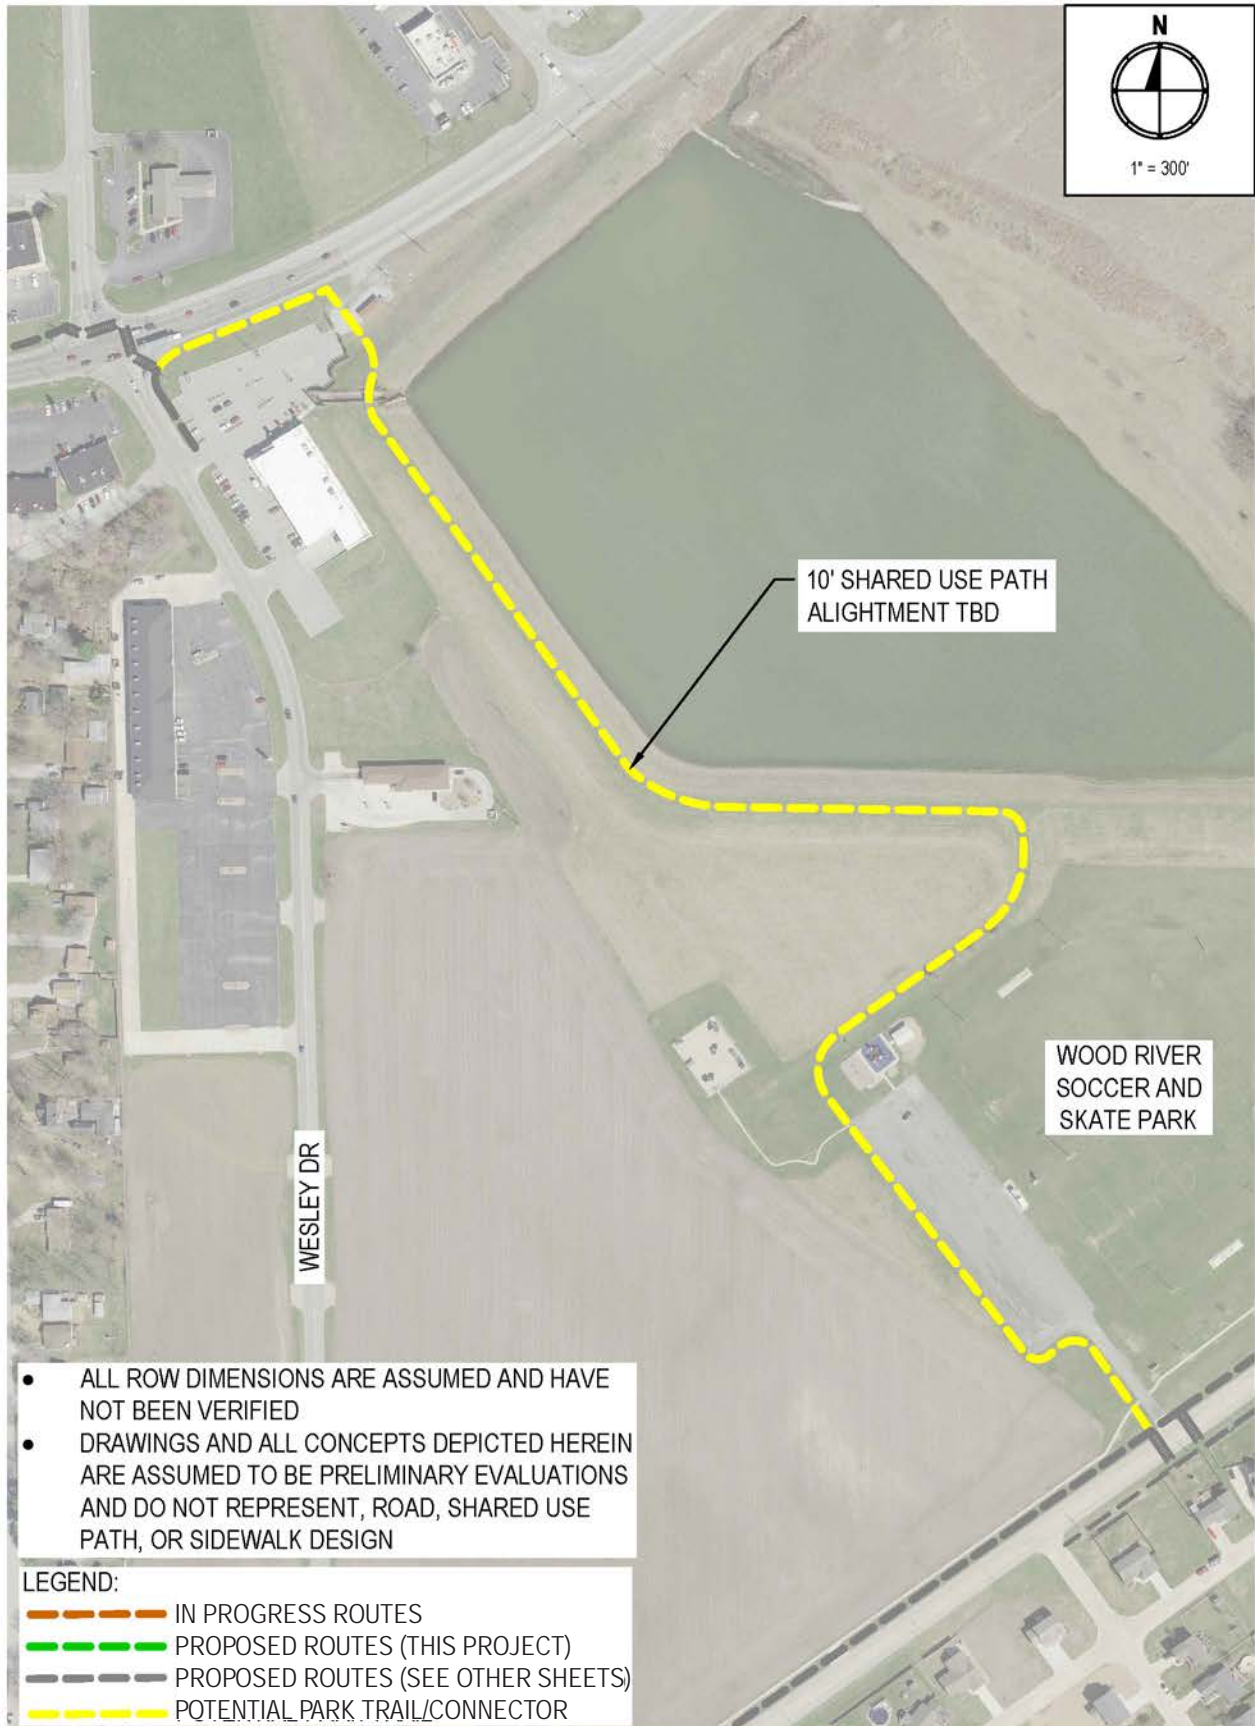 N
1" = 300'
10' SHARED USE PATH
ALIGHTMENT TBD
WOOD RIVER
SOCCER AND
SKATE PARK
WESLEY DR
• ALL ROW DIMENSIONS ARE ASSUMED AND HAVE
NOT BEEN VERIFIED
• DRAWINGS AND ALL CONCEPTS DEPICTED HEREIN
ARE ASSUMED TO BE PRELIMINARY EVALUATIONS
AND DO NOT REPRESENT, ROAD, SHARED USE
PATH, OR SIDEWALK DESIGN
LEGEND:
IN PROGRESS ROUTES
PROPOSED ROUTES (THIS PROJECT)
PROPOSED ROUTES (SEE OTHER SHEETS)
POTENTIAL PARK TRAIL/CONNECTOR